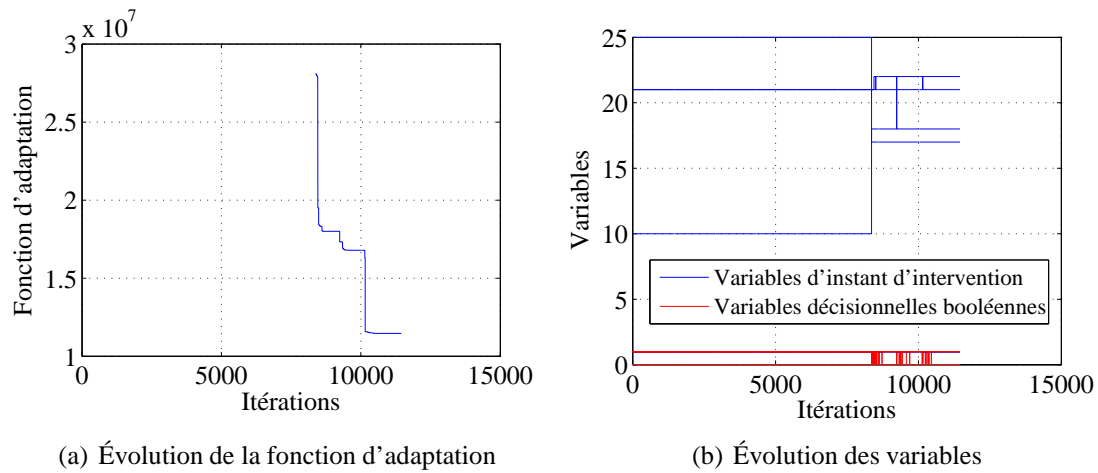 x 10⁷
3
2.5
2
1.5
1
0
5000
10000
15000
Fonction d’adaptation
Itérations
(a) Évolution de la fonction d’adaptation
25
20
15
10
5
0
0
5000
10000
15000
Variables
Variables d’instant d’intervention
Variables décisionnelles booléennes
Itérations
(b) Évolution des variables